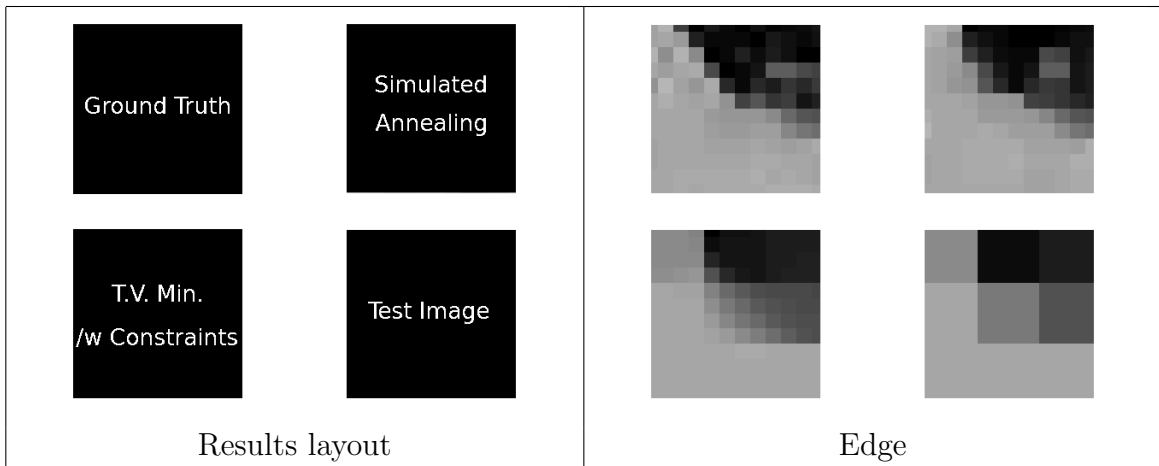 Ground Truth
Simulated
Annealing
T.V. Min.
/w Constraints
Test Image
Results layout
Edge